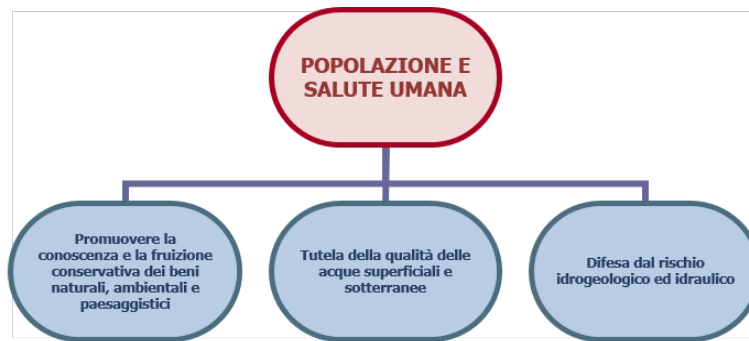 POPOLAZIONE E
SALUTE UMANA
Promuovere la
conoscenza e la fruizione
conservativa dei beni
naturali, ambientali e
paesaggistici
Tutela della qualità delle
acque superficiali e
sotterranee
Difesa dal rischio
idrogeologico ed idraulico